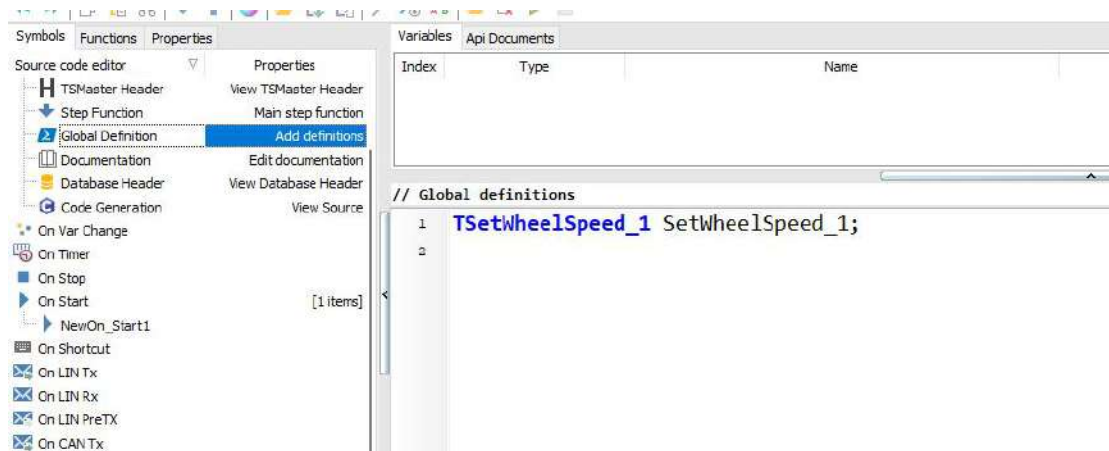 Symbols Functions Properties
Source code editor Properties
TSMaster Header View TSMaster Header
Step Function Main step function
Global Definition Add definitions
Documentation Edit documentation
Database Header View Database Header
Code Generation View Source
On Var Change
On Timer
On Stop
On Start [1 items]
NewOn_Start1
On Shortcut
On LIN Tx
On LIN Rx
On LIN PreTX
On CAN Tx
Variables Api Documents
Index Type Name
// Global definitions
1 TSetWheelSpeed_1 SetWheelSpeed_1;
2